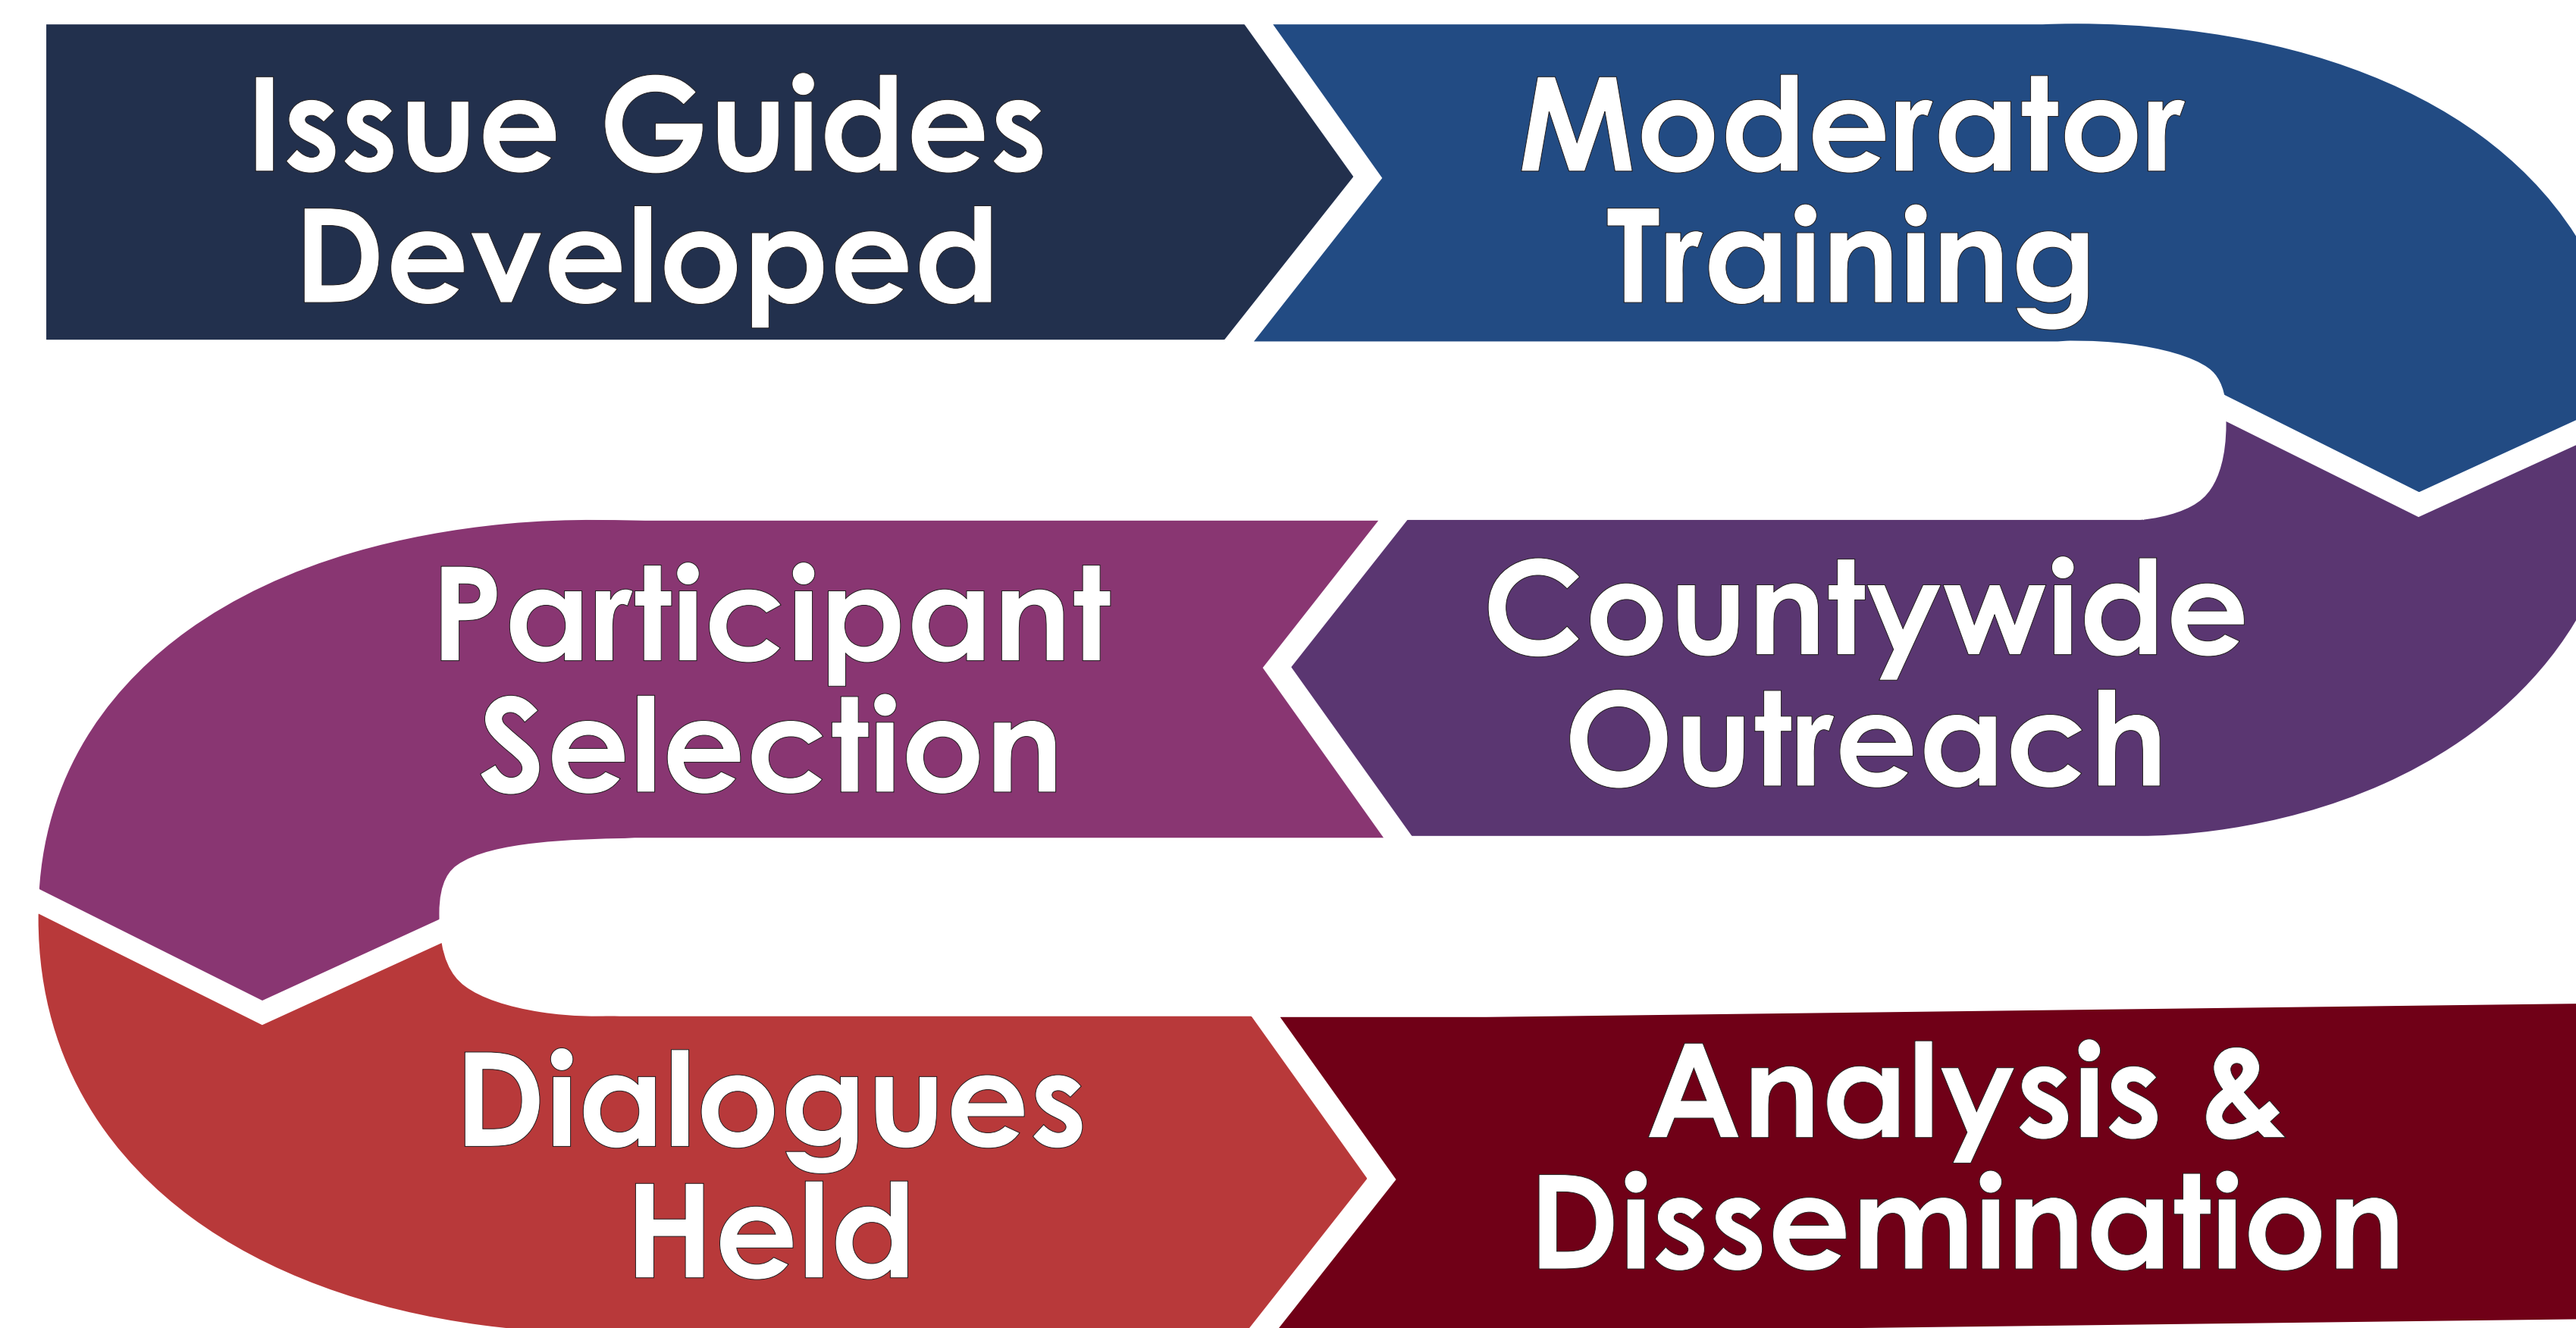 Issue Guides
Developed
Moderator
Training
Countywide
Outreach
Participant
Selection
Dialogues
Held
Analysis &
Dissemination